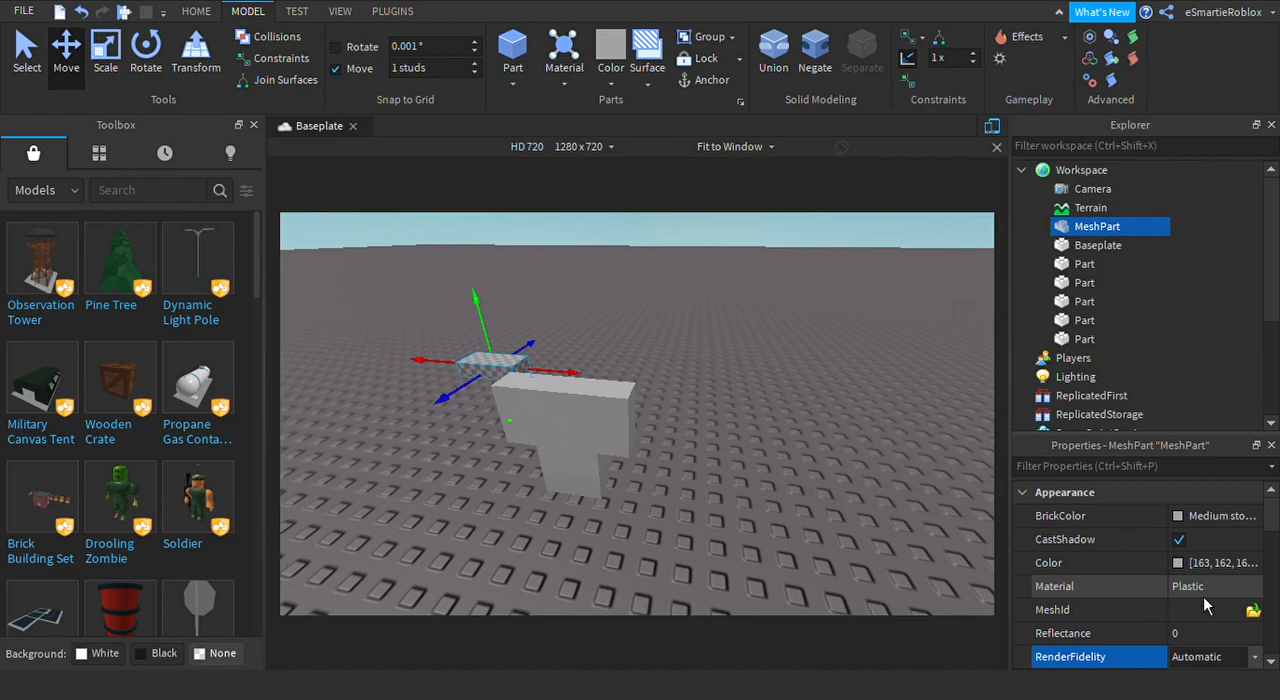 FILE HOME MODEL TEST VIEW PLUGINS What's New eSmartieRoblox
Select Move Scale Rotate Transform
Collisions
Constraints
Join Surfaces
Tools
Rotate 0.001°
Move 1 studs
Snap to Grid
Part Material Color Surface
Group
Lock
Anchor
Parts
Union Negate Separate
Solid Modeling
1 x
Constraints
Effects
Gameplay
Advanced
Toolbox
Models Search
Observation Tower
Pine Tree
Dynamic Light Pole
Military Canvas Tent
Wooden Crate
Propane Gas Conta...
Brick Building Set
Drooling Zombie
Soldier
Background: White Black None
Baseplate
HD720 1280 x 720 Fit to Window
Explorer
Filter workspace (Ctrl+Shift+X)
Workspace
Camera
Terrain
MeshPart
Baseplate
Part
Part
Part
Part
Part
Players
Lighting
ReplicatedFirst
ReplicatedStorage
Properties - MeshPart "MeshPart"
Filter Properties (Ctrl+Shift+P)
Appearance
BrickColor Medium sto...
CastShadow
Color [163, 162, 16...
Material Plastic
MeshId
Reflectance 0
RenderFidelity Automatic